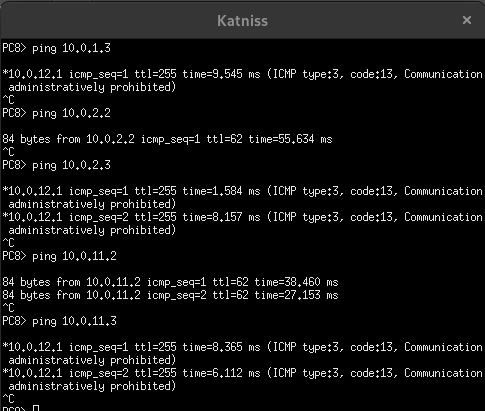 Katniss
×
PC8> ping 10.0.1.3
*10.0.12.1 icmp_seq=1 ttl=255 time=9.545 ms (ICMP type:3, code:13, Communication
administratively prohibited)
^C
PC8> ping 10.0.2.2
84 bytes from 10.0.2.2 icmp_seq=1 ttl=62 time=55.634 ms
^C
PC8> ping 10.0.2.3
*10.0.12.1 icmp_seq=1 ttl=255 time=1.584 ms (ICMP type:3, code:13, Communication
administratively prohibited)
*10.0.12.1 icmp_seq=2 ttl=255 time=8.157 ms (ICMP type:3, code:13, Communication
administratively prohibited)
^C
PC8> ping 10.0.11.2
84 bytes from 10.0.11.2 icmp_seq=1 ttl=62 time=38.460 ms
84 bytes from 10.0.11.2 icmp_seq=2 ttl=62 time=27.153 ms
^C
PC8> ping 10.0.11.3
*10.0.12.1 icmp_seq=1 ttl=255 time=8.365 ms (ICMP type:3, code:13, Communication
administratively prohibited)
*10.0.12.1 icmp_seq=2 ttl=255 time=6.112 ms (ICMP type:3, code:13, Communication
administratively prohibited)
^C
PC8>